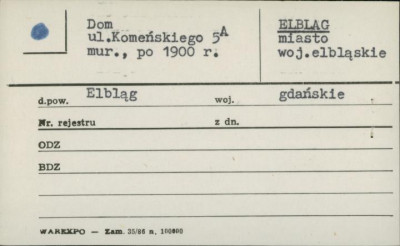 Dom
ul.Komeńskiego 5A
mur., po 1900 r.
ELBLAG
miasto
woj.elbląskie
d.pow. Elbląg woj. gdańskie
Nr. rejestru z dn.
ODZ
BDZ
WAREXPO — Zam. 35/86 n, 100000